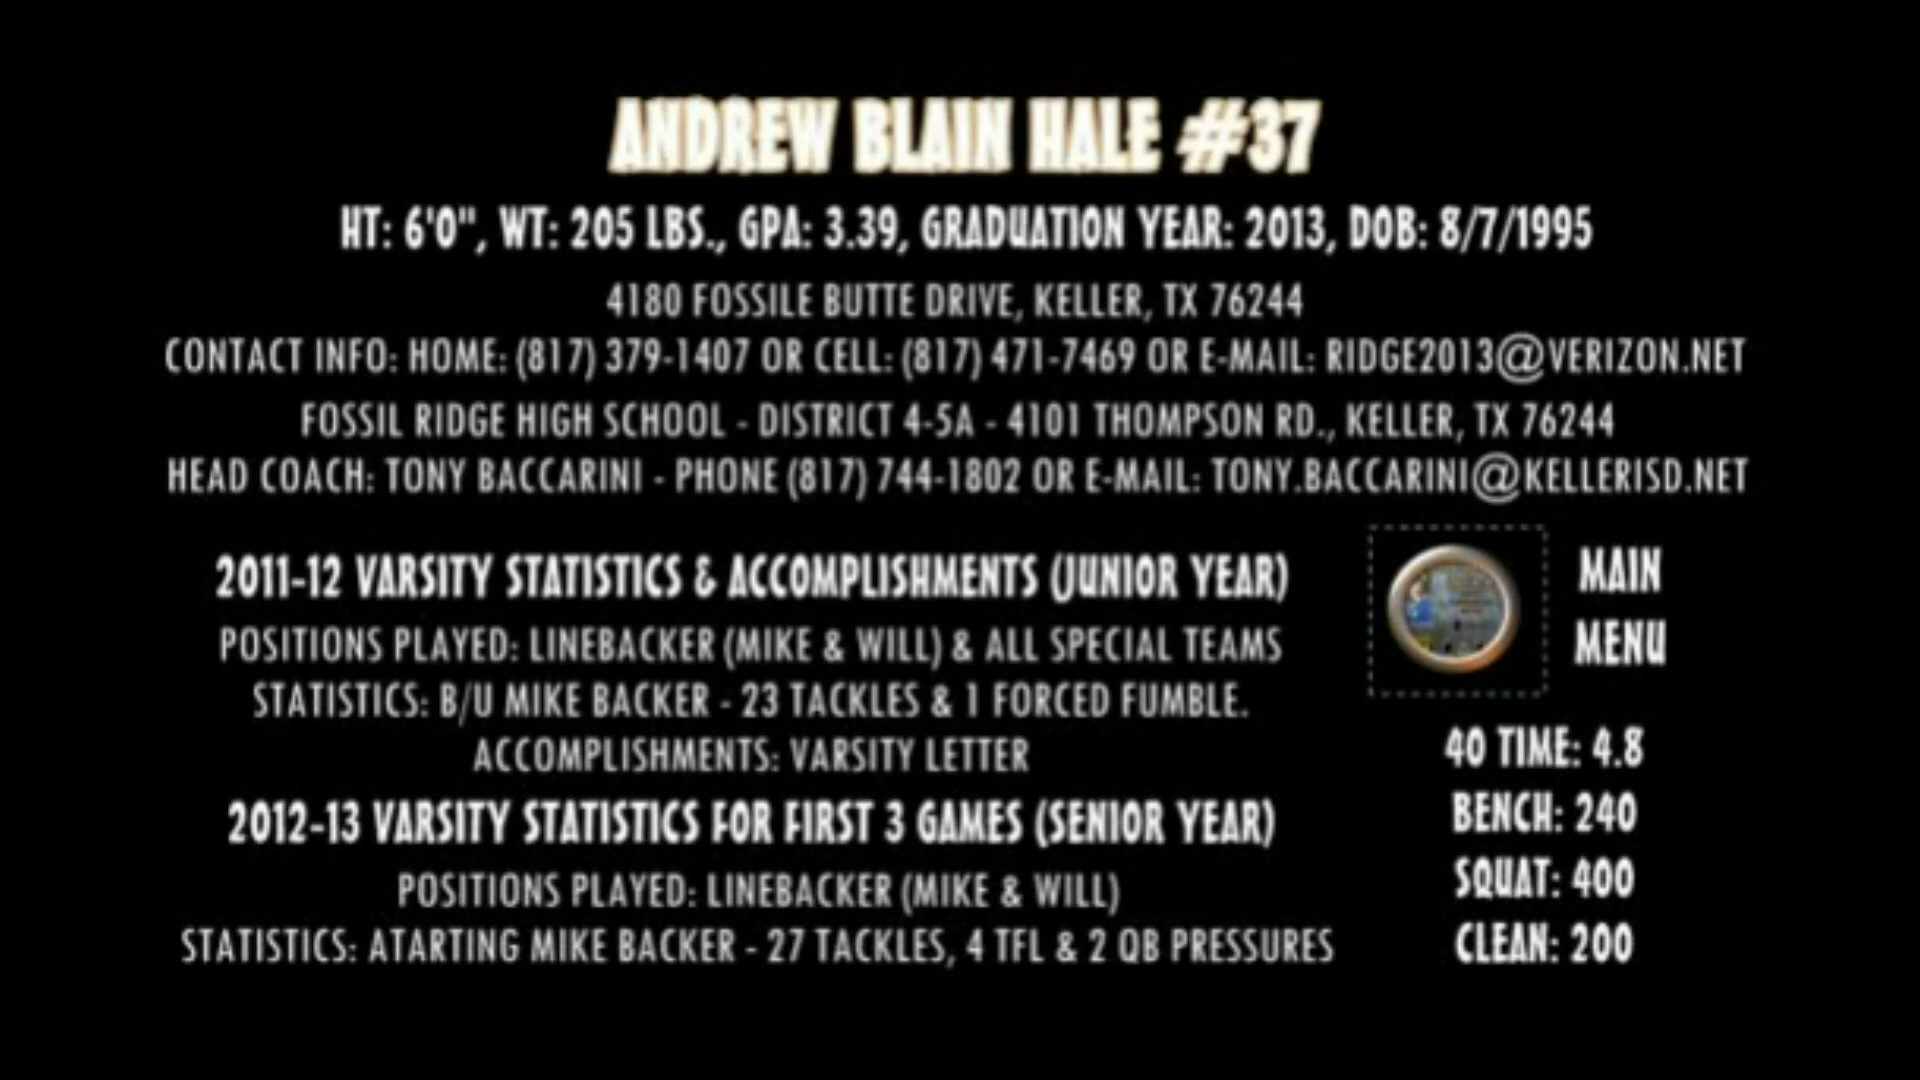 ANDREW BLAIN HALE #37
HT: 6'0", WT: 205 LBS., GPA: 3.39, GRADUATION YEAR: 2013, DOB: 8/7/1995
4180 FOSSILE BUTTE DRIVE, KELLER, TX 76244
CONTACT INFO: HOME: (817) 379-1407 OR CELL: (817) 471-7469 OR E-MAIL: RIDGE2013@VERIZON.NET
FOSSIL RIDGE HIGH SCHOOL - DISTRICT 4-5A - 4101 THOMPSON RD., KELLER, TX 76244
HEAD COACH: TONY BACCARINI - PHONE (817) 744-1802 OR E-MAIL: TONY.BACCARINI@KELLERISD.NET
2011-12 VARSITY STATISTICS & ACCOMPLISHMENTS (JUNIOR YEAR)
POSITIONS PLAYED: LINEBACKER (MIKE & WILL) & ALL SPECIAL TEAMS
STATISTICS: B/U MIKE BACKER - 23 TACKLES & 1 FORCED FUMBLE.
ACCOMPLISHMENTS: VARSITY LETTER
2012-13 VARSITY STATISTICS FOR FIRST 3 GAMES (SENIOR YEAR)
POSITIONS PLAYED: LINEBACKER (MIKE & WILL)
STATISTICS: ATARTING MIKE BACKER - 27 TACKLES, 4 TFL & 2 QB PRESSURES
MAIN
MENU
40 TIME: 4.8
BENCH: 240
SQUAT: 400
CLEAN: 200